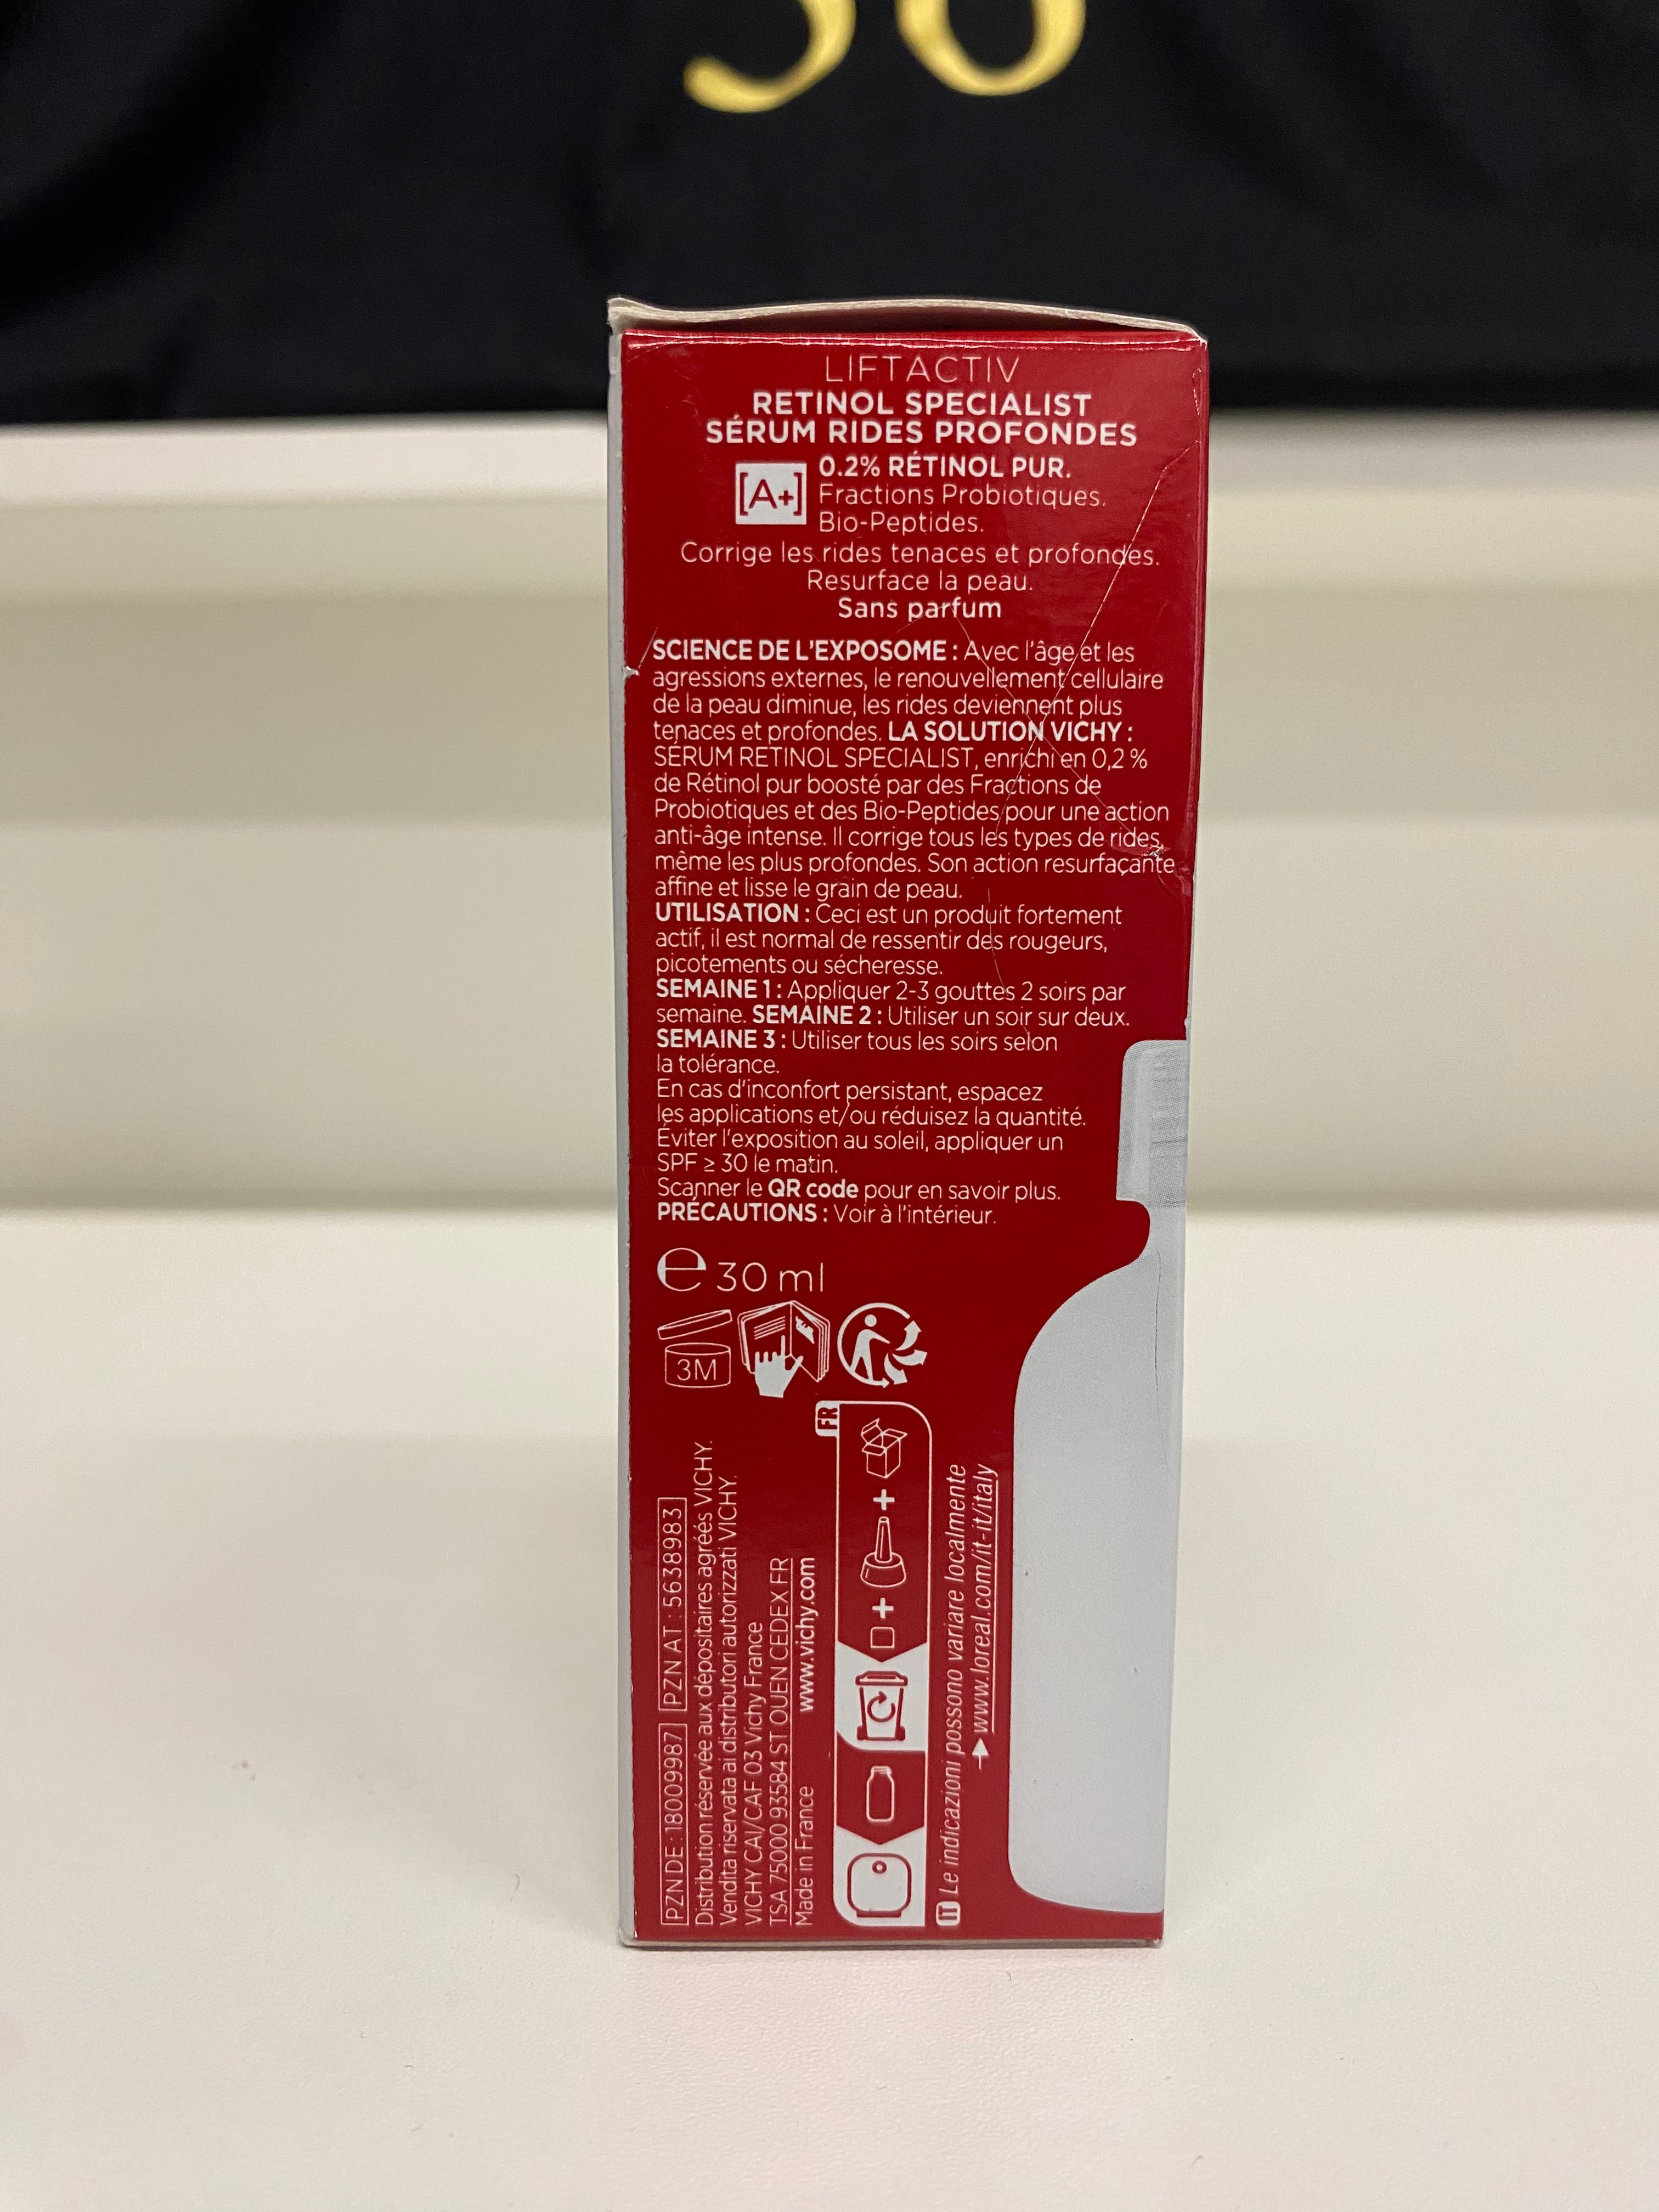 36
LIFTACTIV
RETINOL SPECIALIST
SÉRUM RIDES PROFONDES
[A+]
0.2% RÉTINOL PUR.
Fractions Probiotiques.
Bio-Peptides.
Corrige les rides tenaces et profondes.
Resurface la peau.
Sans parfum
SCIENCE DE L'EXPOSOME : Avec l'âge et les
agressions externes, le renouvellement cellulaire
de la peau diminue, les rides deviennent plus
tenaces et profondes. LA SOLUTION VICHY :
SÉRUM RETINOL SPECIALIST, enrichi en 0,2 %
de Rétinol pur boosté par des Fractions de
Probiotiques et des Bio-Peptides pour une action
anti-âge intense. Il corrige tous les types de rides,
même les plus profondes. Son action resurfaçante
affine et lisse le grain de peau.
UTILISATION : Ceci est un produit fortement
actif, il est normal de ressentir des rougeurs,
picotements ou sécheresse.
SEMAINE 1 : Appliquer 2-3 gouttes 2 soirs par
semaine. SEMAINE 2 : Utiliser un soir sur deux.
SEMAINE 3 : Utiliser tous les soirs selon
la tolérance.
En cas d'inconfort persistant, espacez
les applications et/ou réduisez la quantité.
Éviter l'exposition au soleil, appliquer un
SPF ≥ 30 le matin.
Scanner le QR code pour en savoir plus.
PRÉCAUTIONS : Voir à l'intérieur.
e 30 ml
3M
PZN DE : 18009987 PZN AT : 5638983
Distribution réservée aux dépositaires agréés VICHY.
Vendita riservata ai distributori autorizzati VICHY.
VICHY CAI/CAF 03 Vichy France
TSA 75000 93584 ST OUEN CEDEX FR
Made in France www.vichy.com
FR
IT Le indicazioni possono variare localmente
www.loreal.com/it-it/italy